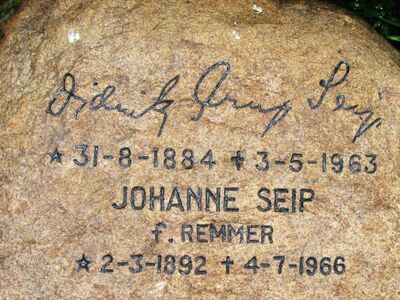 Didrik Arup Seip
★ 31-8-1884 ✝ 3-5-1963
JOHANNE SEIP
f. REMMER
★ 2-3-1892 ✝ 4-7-1966